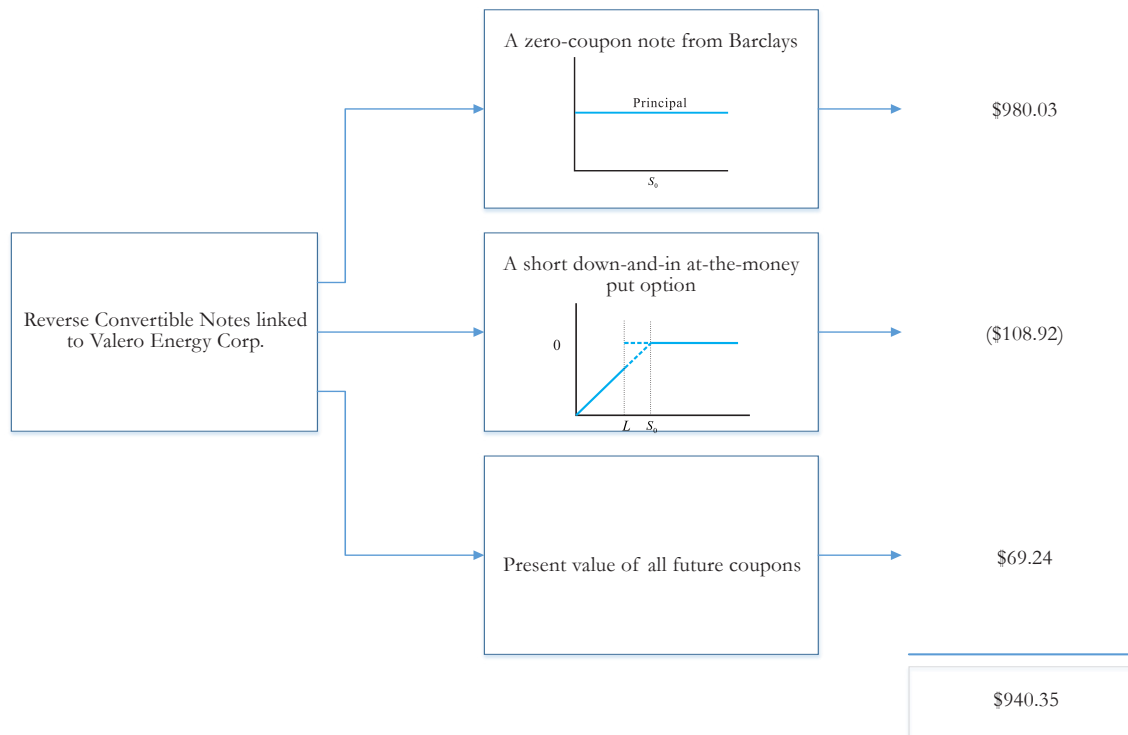 A zero-coupon note from Barclays
Principal
S₀
$980.03
Reverse Convertible Notes linked
to Valero Energy Corp.
A short down-and-in at-the-money
put option
0
L S₀
($108.92)
Present value of all future coupons
$69.24
$940.35